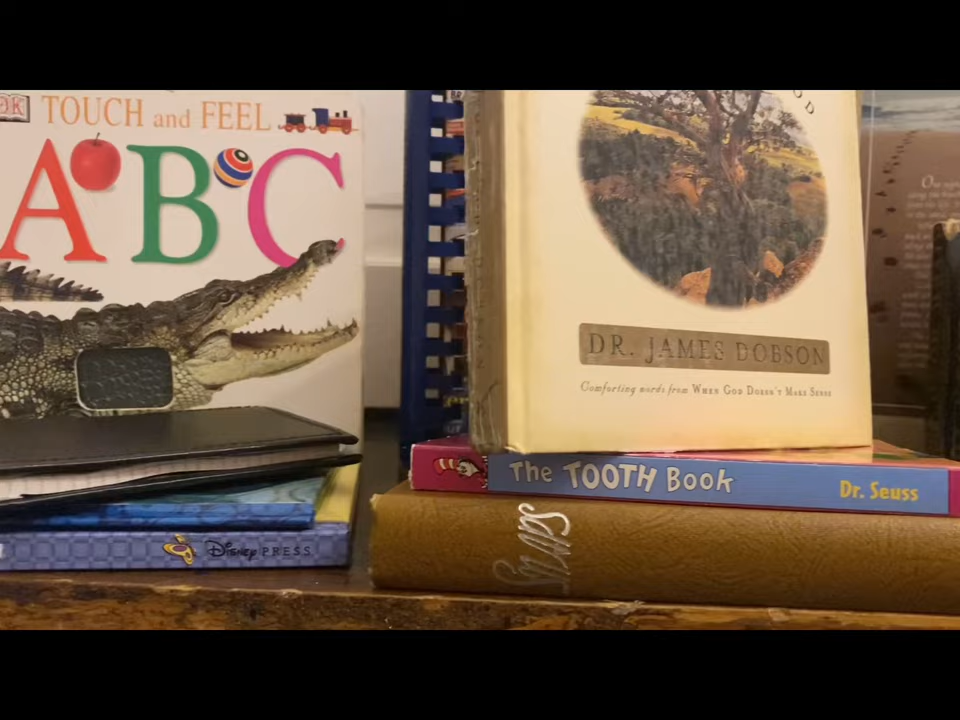 DK
TOUCH and FEEL
ABC
DR. JAMES DOBSON
Comforting words from WHEN GOD DOESN'T MAKE SENSE
The TOOTH Book
Dr. Seuss
DISNEY PRESS